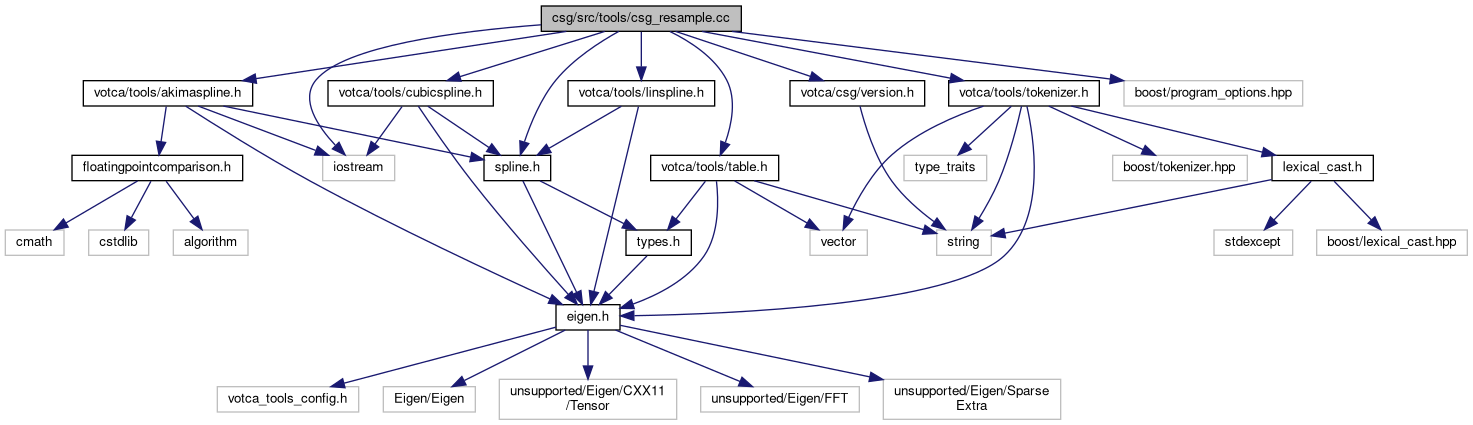 csg/src/tools/csg_resample.cc
votca/tools/akimaspline.h
votca/tools/cubicspline.h
votca/tools/linspline.h
votca/csg/version.h
votca/tools/tokenizer.h
boost/program_options.hpp
floatingpointcomparison.h
iostream
spline.h
votca/tools/table.h
type_traits
boost/tokenizer.hpp
lexical_cast.h
cmath
cstdlib
algorithm
types.h
vector
string
stdexcept
boost/lexical_cast.hpp
eigen.h
votca_tools_config.h
Eigen/Eigen
unsupported/Eigen/CXX11
/Tensor
unsupported/Eigen/FFT
unsupported/Eigen/Sparse
Extra